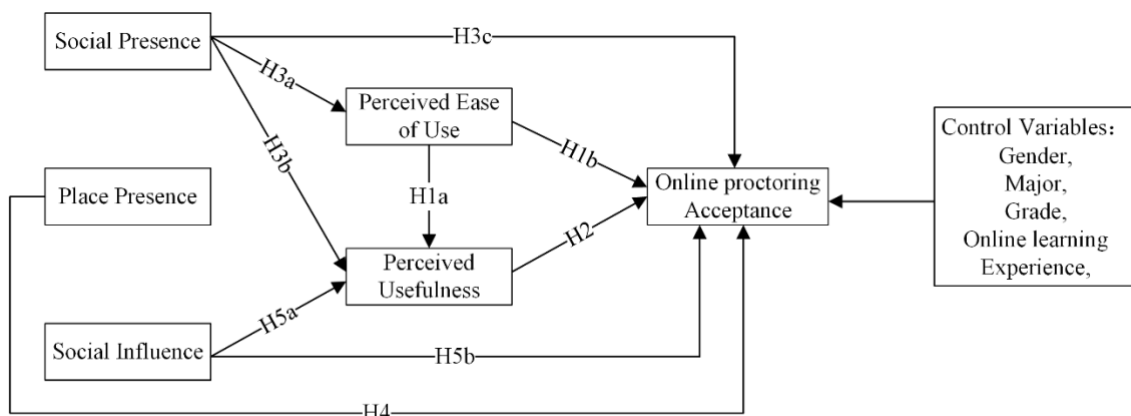 Social Presence
H3c
H3a
Perceived Ease
of Use
H3b
H1b
Control Variables：
Gender,
Major,
Grade,
Online learning
Experience,
Place Presence
H1a
Online proctoring
Acceptance
H2
Perceived
Usefulness
H5a
Social Influence
H5b
H4